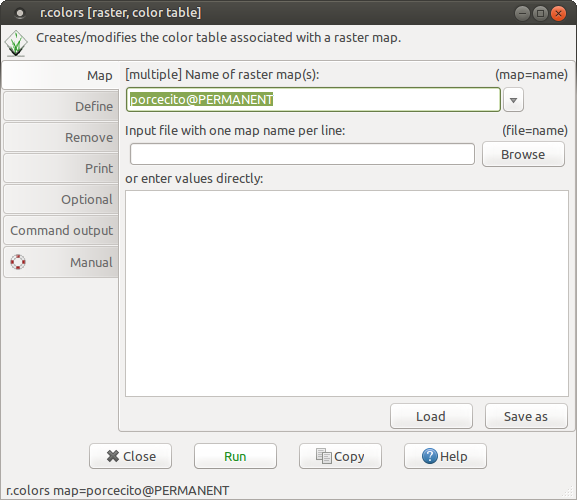 r.colors [raster, color table]
Creates/modifies the color table associated with a raster map.
Map
[multiple] Name of raster map(s): (map=name)
Define
porcecito@PERMANENT
Remove
Input file with one map name per line: (file=name)
Print
Browse
or enter values directly:
Optional
Command output
Manual
Load Save as
Close Run Copy Help
r.colors map=porcecito@PERMANENT